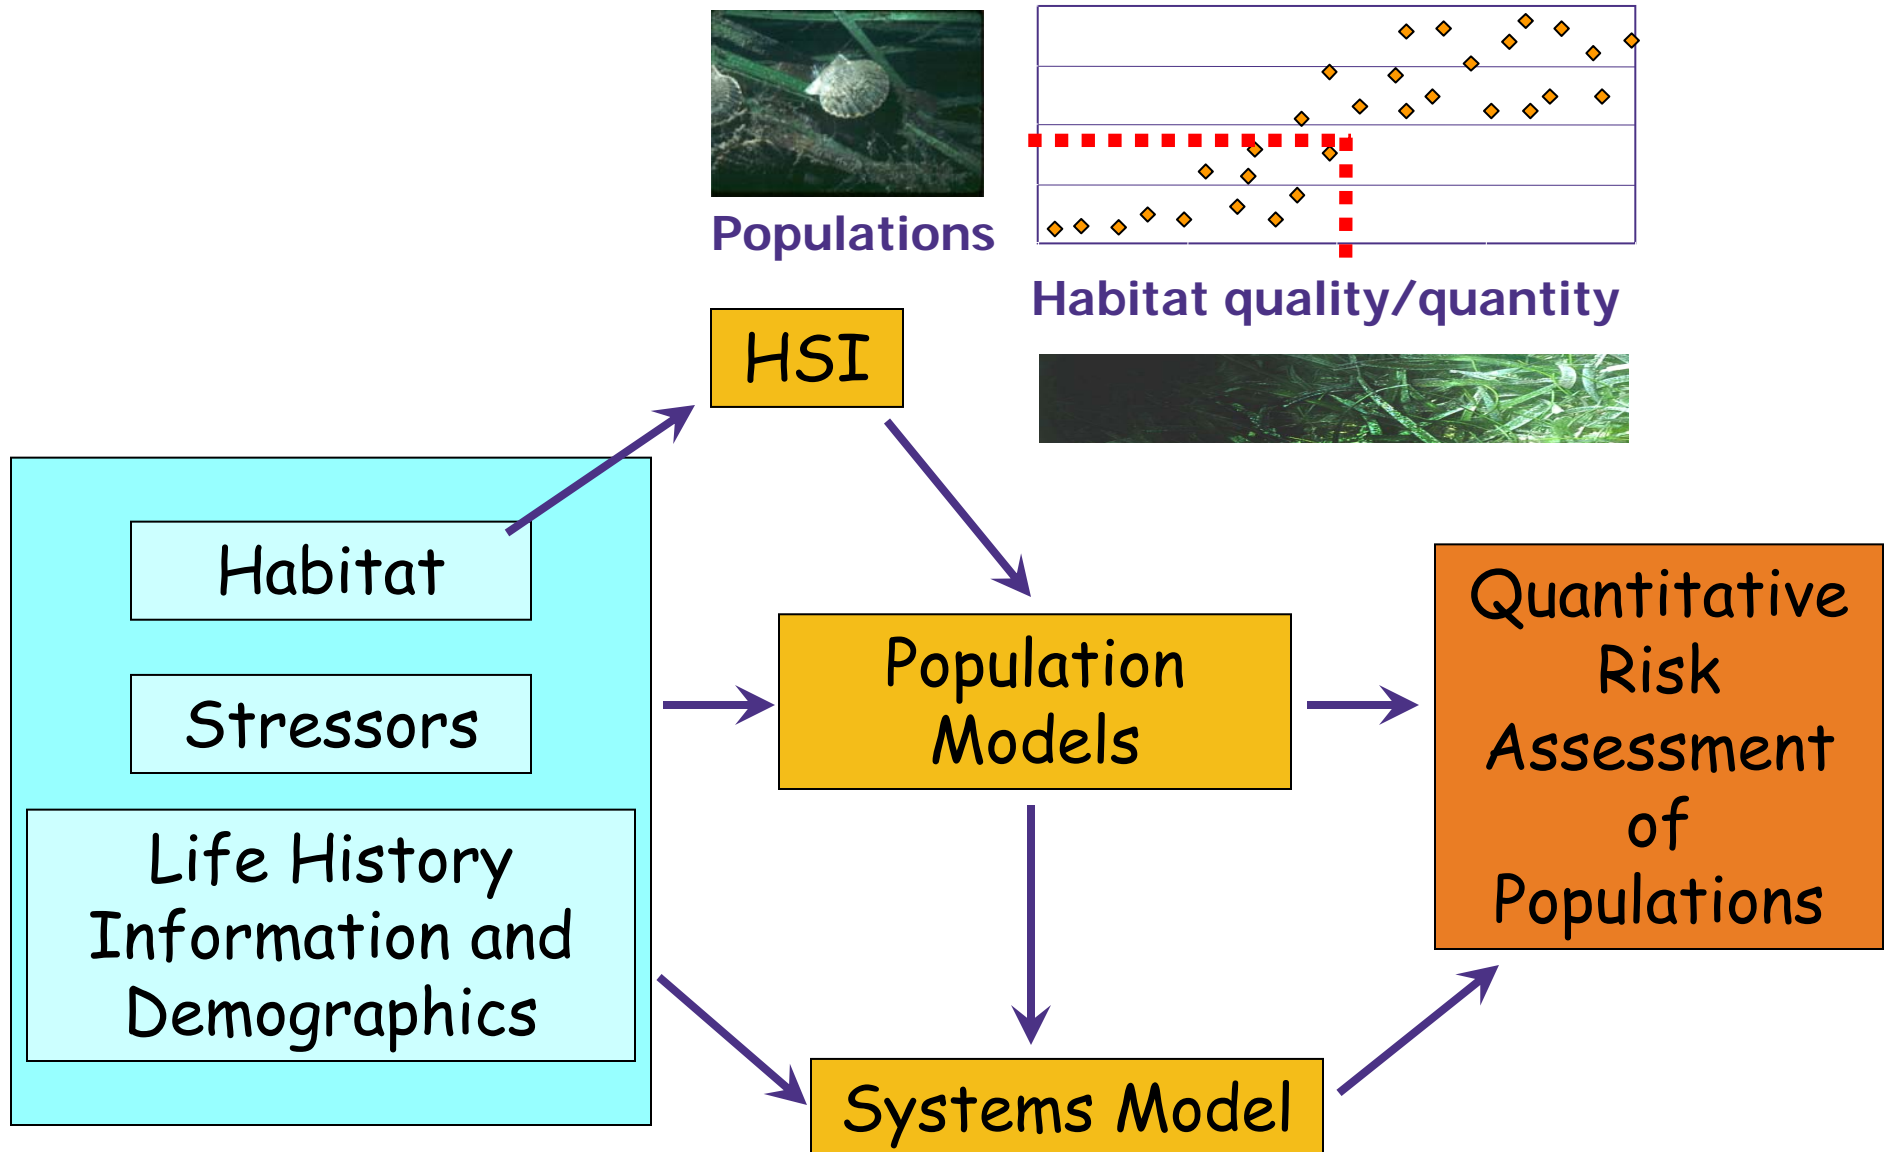 Populations
Habitat quality/quantity
HSI
Habitat
Stressors
Life History
Information and
Demographics
Population
Models
Systems Model
Quantitative
Risk
Assessment
of
Populations